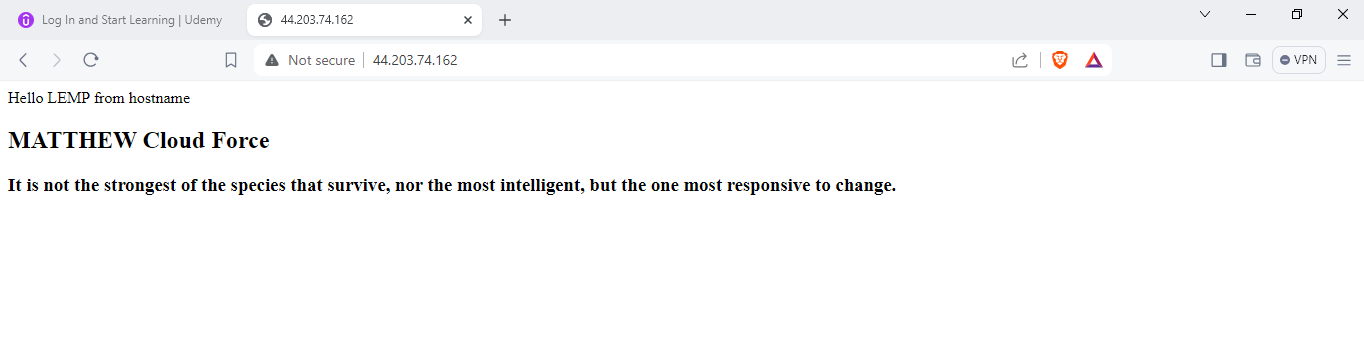 Log In and Start Learning | Udemy
44.203.74.162
Not secure
44.203.74.162
VPN
Hello LEMP from hostname
MATTHEW Cloud Force
It is not the strongest of the species that survive, nor the most intelligent, but the one most responsive to change.